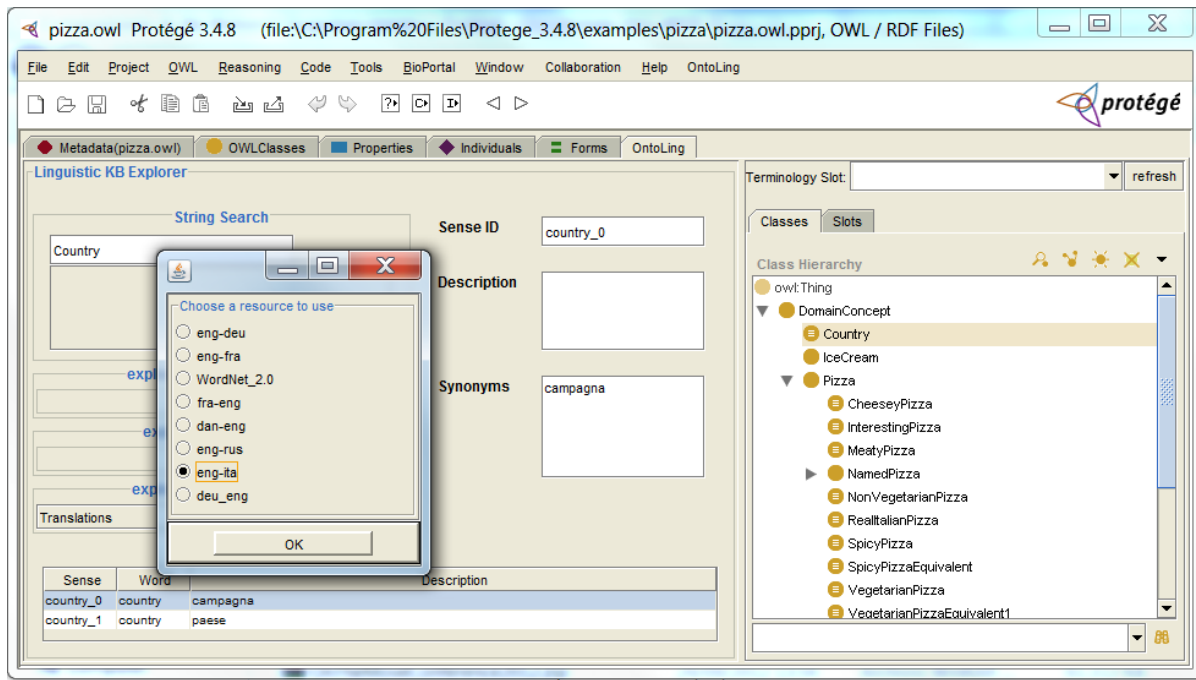 pizza.owl Protégé 3.4.8 (file:\C:\Program%20Files\Protege_3.4.8\examples\pizza\pizza.owl.pprj, OWL / RDF Files)
File Edit Project OWL Reasoning Code Tools BioPortal Window Collaboration Help OntoLing
protégé
Metadata(pizza.owl) OWLClasses Properties Individuals Forms OntoLing
Linguistic KB Explorer
String Search
Country
Sense ID
country_0
Description
Synonyms
campagna
Translations
Choose a resource to use
eng-deu
eng-fra
WordNet_2.0
fra-eng
dan-eng
eng-rus
eng-ita
deu_eng
OK
Sense Word Description
country_0 country campagna
country_1 country paese
Terminology Slot: refresh
Classes Slots
Class Hierarchy
owl:Thing
DomainConcept
Country
IceCream
Pizza
CheeseyPizza
InterestingPizza
MeatyPizza
NamedPizza
NonVegetarianPizza
RealItalianPizza
SpicyPizza
SpicyPizzaEquivalent
VegetarianPizza
VegetarianPizzaEquivalent1